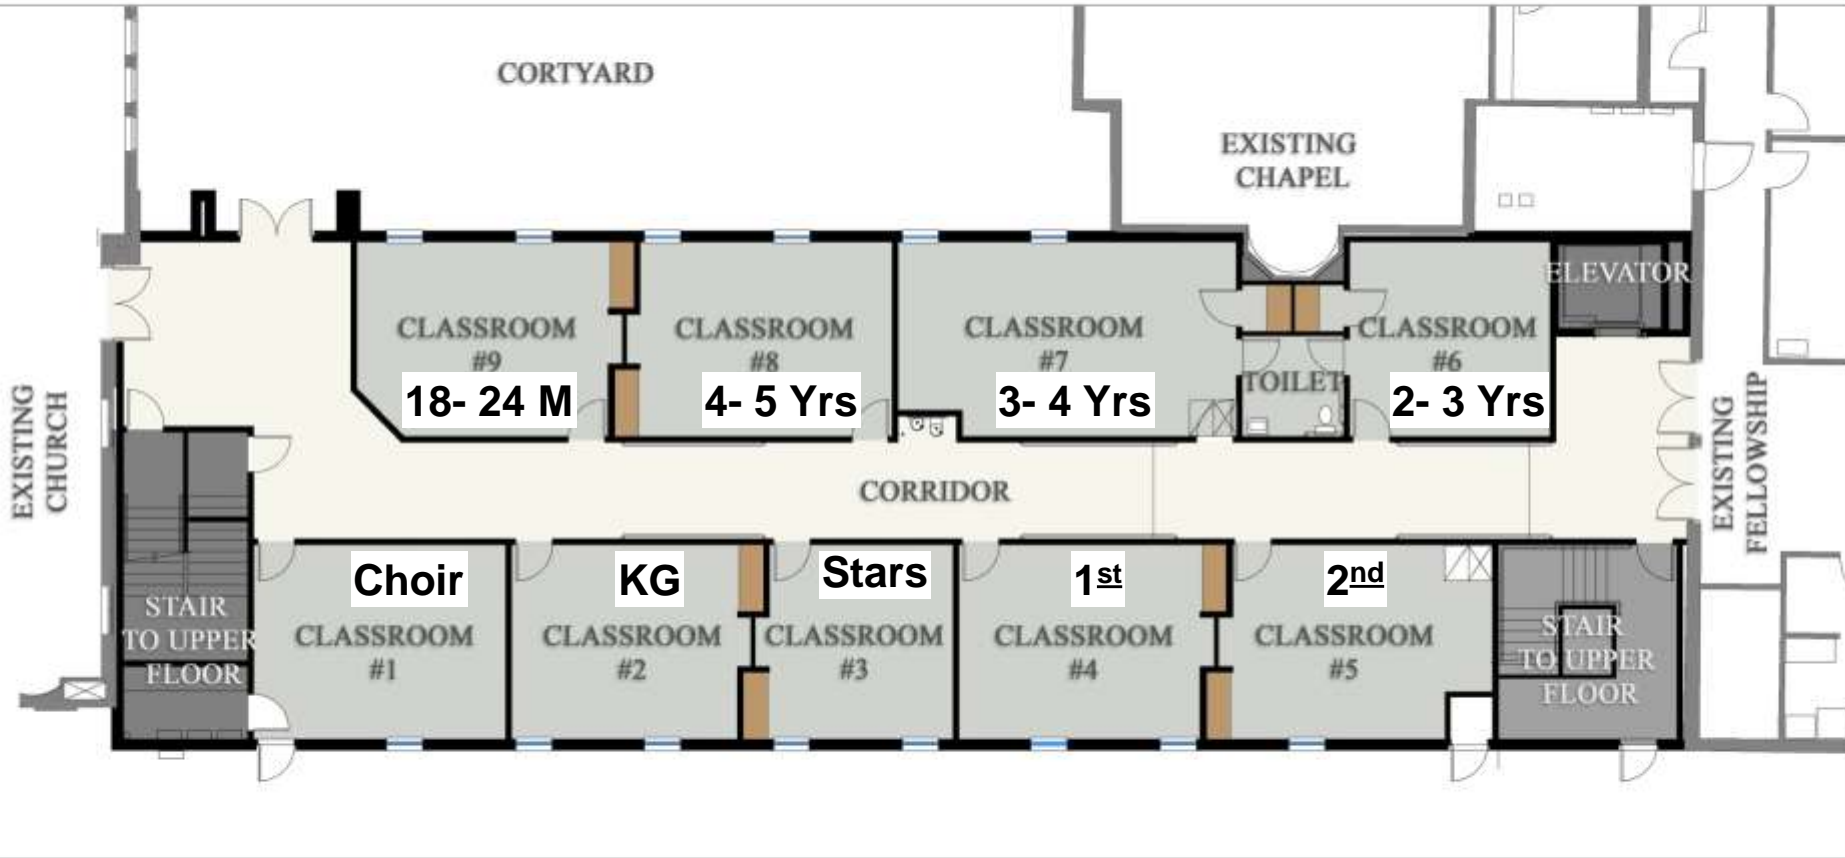 CORTYARD
EXISTING
CHAPEL
ELEVATOR
CLASSROOM
#9
18- 24 M
CLASSROOM
#8
4- 5 Yrs
CLASSROOM
#7
3- 4 Yrs
TOILET
CLASSROOM
#6
2- 3 Yrs
EXISTING
CHURCH
CORRIDOR
EXISTING
FELLOWSHIP
STAIR
TO UPPER
FLOOR
Choir
CLASSROOM
#1
KG
CLASSROOM
#2
Stars
CLASSROOM
#3
1st
CLASSROOM
#4
2nd
CLASSROOM
#5
STAIR
TO UPPER
FLOOR